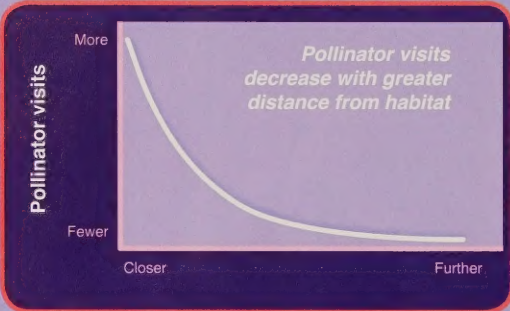 More
Pollinator visits
decrease with greater
distance from habitat
Pollinator visits
Fewer
Closer
Further